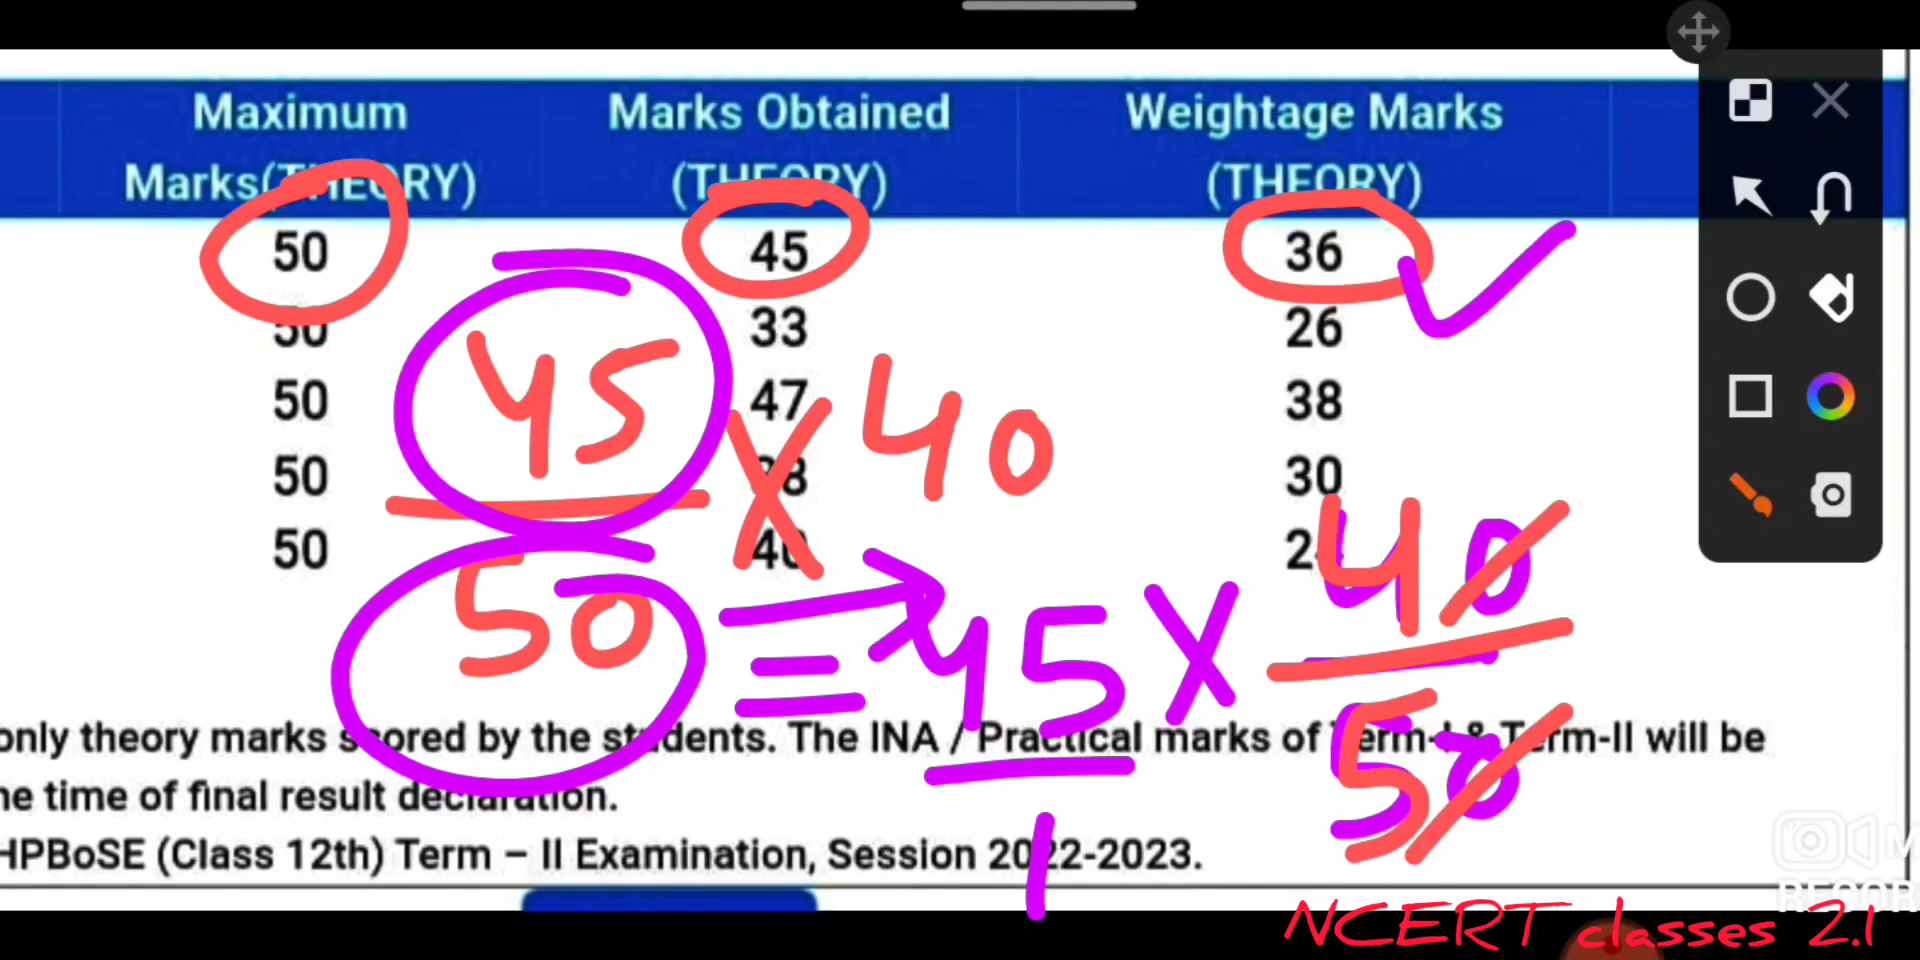 Maximum Marks Obtained Weightage Marks
Marks(THEORY) (THEORY) (THEORY)
50 45 36
50 33 26
50 47 38
50 30
50
45
50
X 40
= 45 X 40
1 50
only theory marks scored by the students. The INA / Practical marks of Term-I & Term-II will be
time of final result declaration.
HPBoSE (Class 12th) Term – II Examination, Session 2022-2023.
NCERT classes 2.1